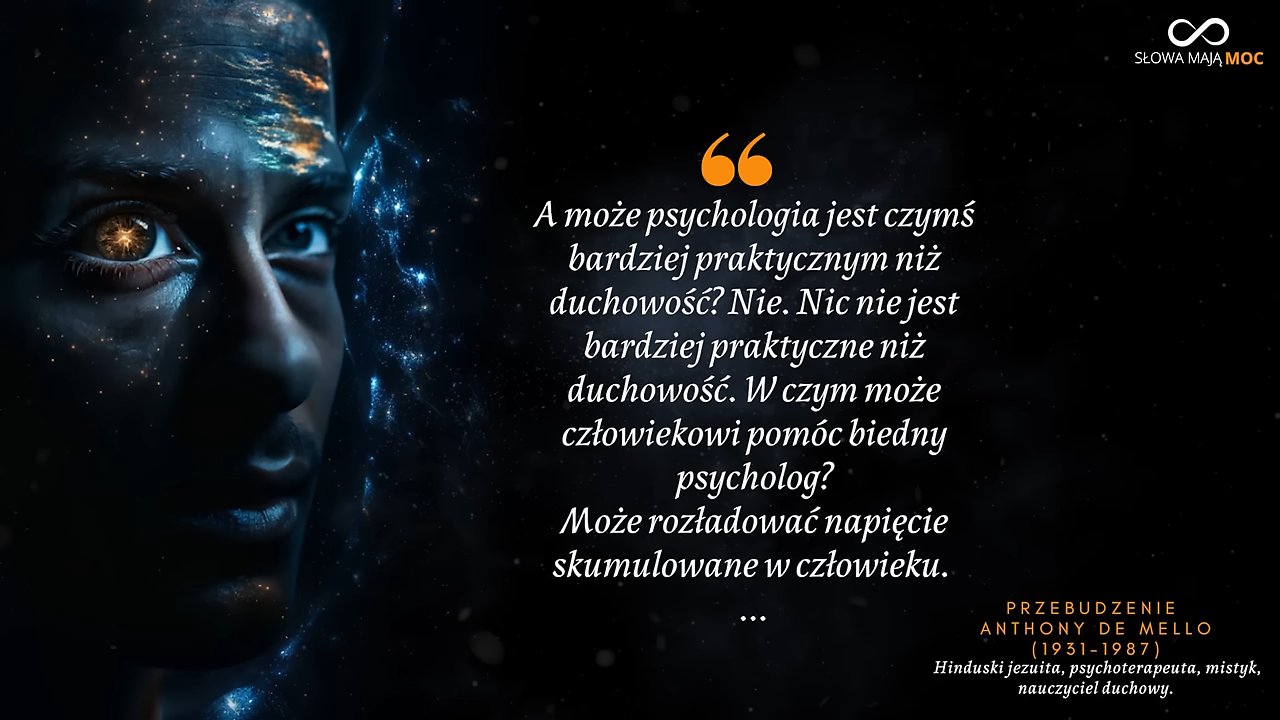 SŁOWA MAJĄ MOC
A może psychologia jest czymś
bardziej praktycznym niż
duchowość? Nie. Nic nie jest
bardziej praktyczne niż
duchowość. W czym może
człowiekowi pomóc biedny
psycholog?
Może rozładować napięcie
skumulowane w człowieku.
...
PRZEBUDZENIE
ANTHONY DE MELLO
(1931-1987)
Hinduski jezuita, psychoterapeuta, mistyk,
nauczyciel duchowy.